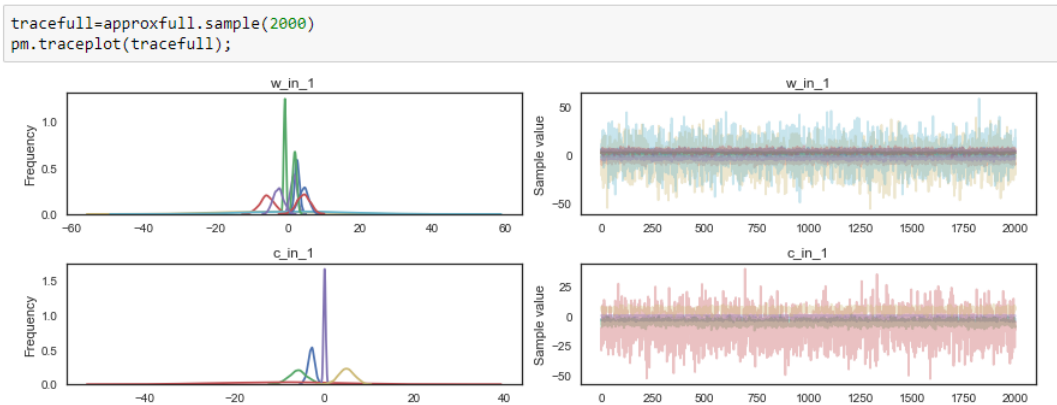 tracefull=approxfull.sample(2000)
pm.traceplot(tracefull);
w_in_1
Frequency
1.0
0.5
0.0
-60 -40 -20 0 20 40 60
w_in_1
Sample value
50
0
-50
0 250 500 750 1000 1250 1500 1750 2000
c_in_1
Frequency
1.5
1.0
0.5
0.0
-40 -20 0 20 40
c_in_1
Sample value
25
0
-25
-50
0 250 500 750 1000 1250 1500 1750 2000